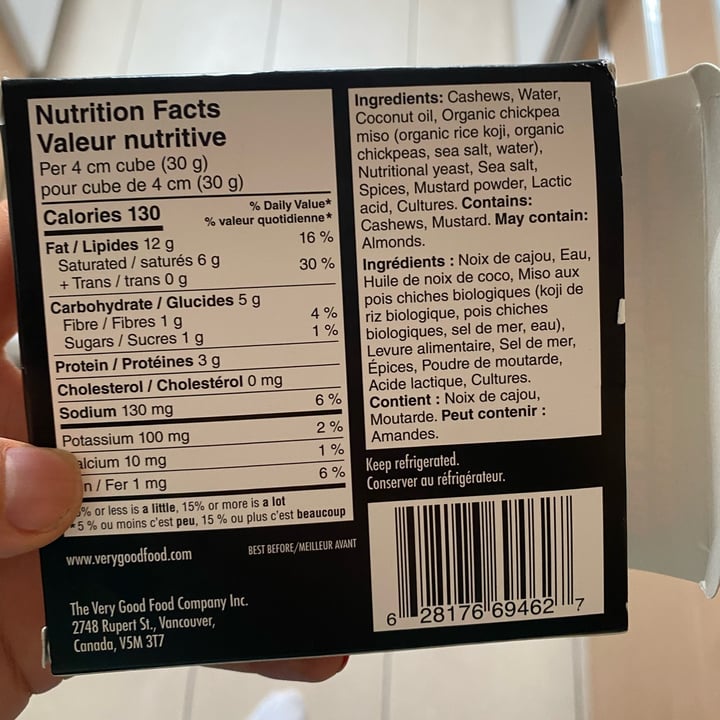 Nutrition Facts
Valeur nutritive
Per 4 cm cube (30 g)
pour cube de 4 cm (30 g)
Calories 130
% Daily Value*
% valeur quotidienne*
Fat / Lipides 12 g 16 %
Saturated / saturés 6 g
+ Trans / trans 0 g 30 %
Carbohydrate / Glucides 5 g
Fibre / Fibres 1 g 4 %
Sugars / Sucres 1 g 1 %
Protein / Protéines 3 g
Cholesterol / Cholestérol 0 mg
Sodium 130 mg 6 %
Potassium 100 mg 2 %
alcium 10 mg 1 %
n / Fer 1 mg 6 %
% or less is a little, 15% or more is a lot
*5 % ou moins c'est peu, 15 % ou plus c'est beaucoup
www.verygoodfood.com
BEST BEFORE/MEILLEUR AVANT
The Very Good Food Company Inc.
2748 Rupert St., Vancouver,
Canada, V5M 3T7
Ingredients: Cashews, Water,
Coconut oil, Organic chickpea
miso (organic rice koji, organic
chickpeas, sea salt, water),
Nutritional yeast, Sea salt,
Spices, Mustard powder, Lactic
acid, Cultures. Contains:
Cashews, Mustard. May contain:
Almonds.
Ingrédients : Noix de cajou, Eau,
Huile de noix de coco, Miso aux
pois chiches biologiques (koji de
riz biologique, pois chiches
biologiques, sel de mer, eau),
Levure alimentaire, Sel de mer,
Épices, Poudre de moutarde,
Acide lactique, Cultures.
Contient : Noix de cajou,
Moutarde. Peut contenir :
Amandes.
Keep refrigerated.
Conserver au réfrigérateur.
6 28176 69462 7